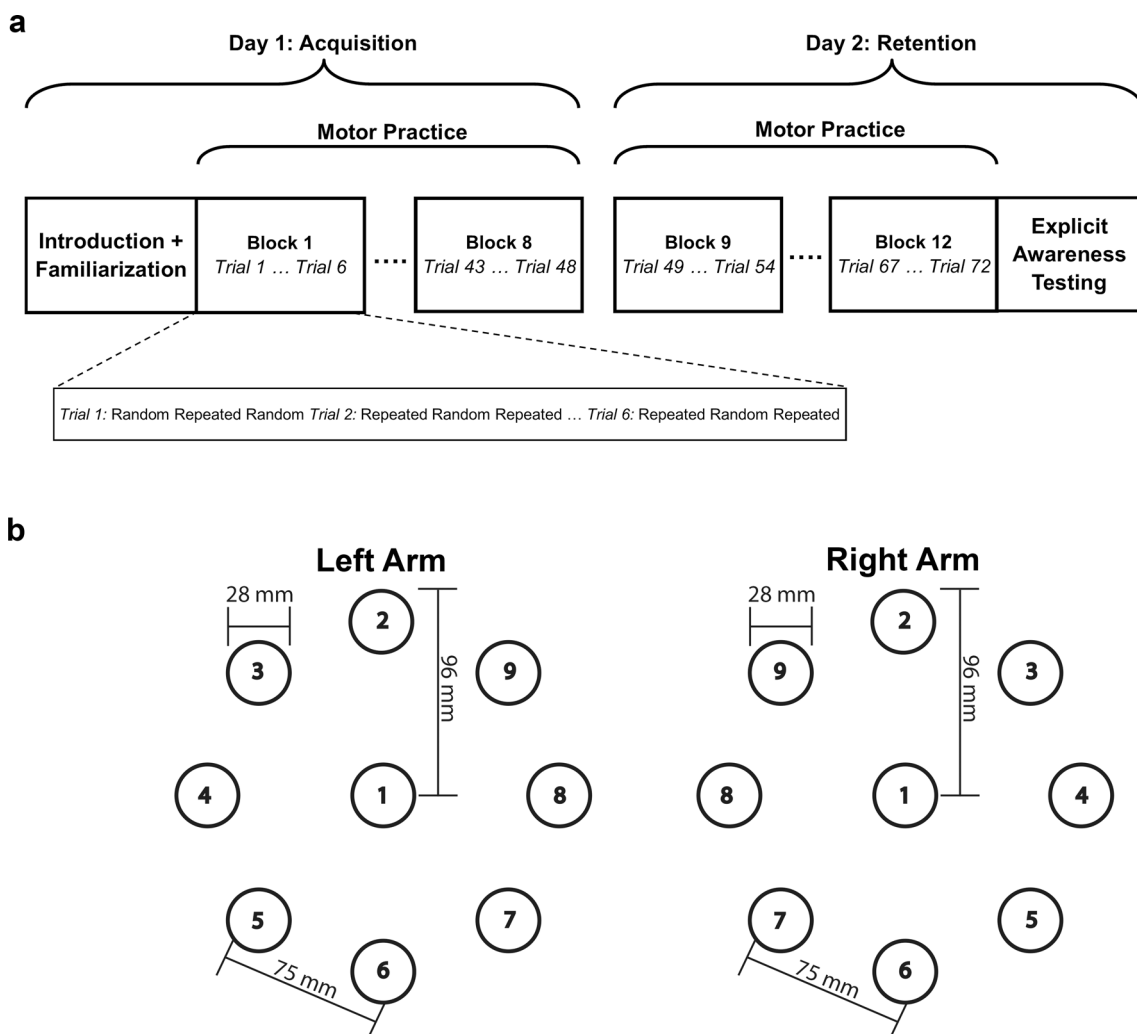 a
Day 1: Acquisition
Day 2: Retention
Motor Practice
Motor Practice
Introduction +
Familiarization
Block 1
Trial 1 ... Trial 6
....
Block 8
Trial 43 ... Trial 48
Block 9
Trial 49 ... Trial 54
....
Block 12
Trial 67 ... Trial 72
Explicit
Awareness
Testing
Trial 1: Random Repeated Random Trial 2: Repeated Random Repeated ... Trial 6: Repeated Random Repeated
b
Left Arm
28 mm
2
3
9
96 mm
4
1
8
5
7
6
75 mm
Right Arm
28 mm
2
9
3
96 mm
8
1
4
7
5
6
75 mm